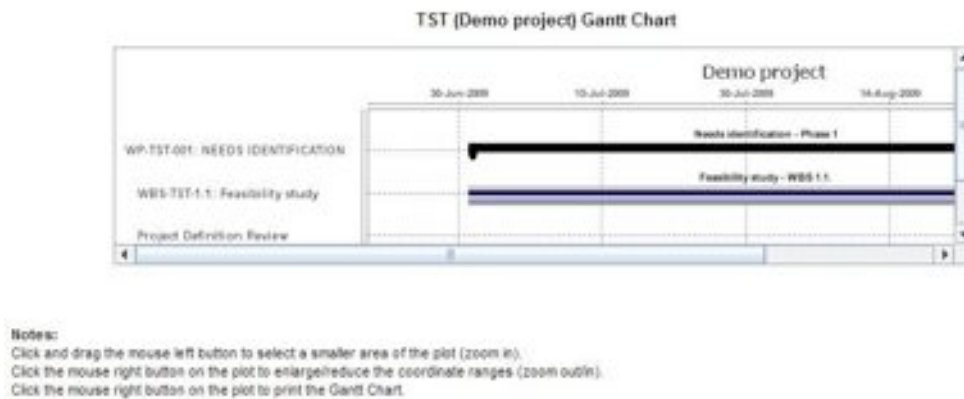 TST (Demo project) Gantt Chart
Demo project
30-Jun-2009 15-Jul-2009 30-Jul-2009 14-Aug-2009
Needs identification - Phase 1
WP-TST-001: NEEDS IDENTIFICATION
Feasibility study - WBS 1.1.
WBS-TST-1.1: Feasibility study
Project Definition Review
Notes:
Click and drag the mouse left button to select a smaller area of the plot (zoom in).
Click the mouse right button on the plot to enlarge/reduce the coordinate ranges (zoom out/in).
Click the mouse right button on the plot to print the Gantt Chart.